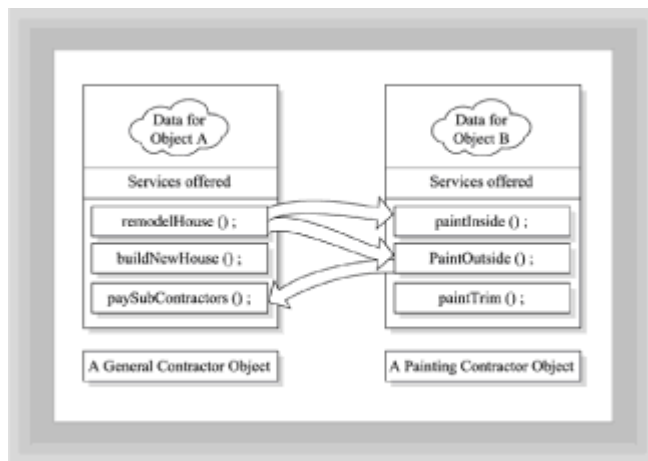 Data for
Object A
Services offered
remodelHouse () ;
buildNewHouse () ;
paySubContractors () ;
A General Contractor Object
Data for
Object B
Services offered
paintInside () ;
PaintOutside () ;
paintTrim () ;
A Painting Contractor Object